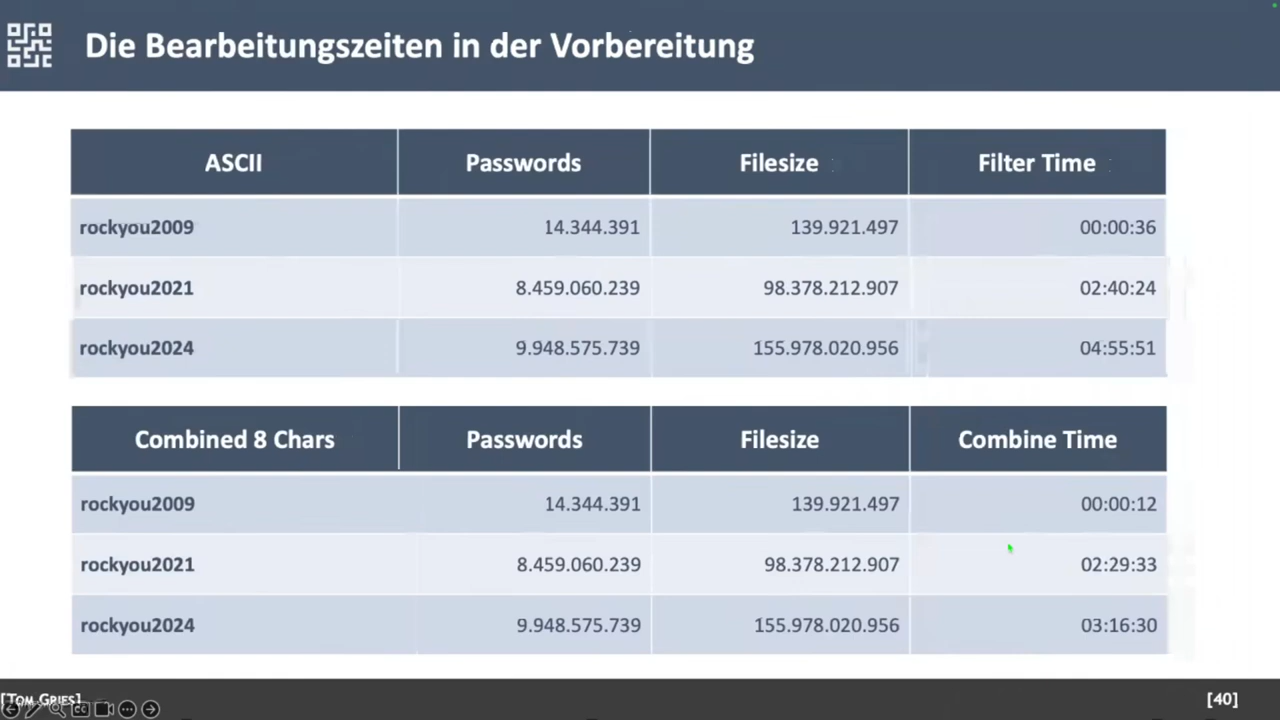 Die Bearbeitungszeiten in der Vorbereitung
ASCII Passwords Filesize Filter Time
rockyou2009 14.344.391 139.921.497 00:00:36
rockyou2021 8.459.060.239 98.378.212.907 02:40:24
rockyou2024 9.948.575.739 155.978.020.956 04:55:51
Combined 8 Chars Passwords Filesize Combine Time
rockyou2009 14.344.391 139.921.497 00:00:12
rockyou2021 8.459.060.239 98.378.212.907 02:29:33
rockyou2024 9.948.575.739 155.978.020.956 03:16:30
[TOM GRIES] [40]